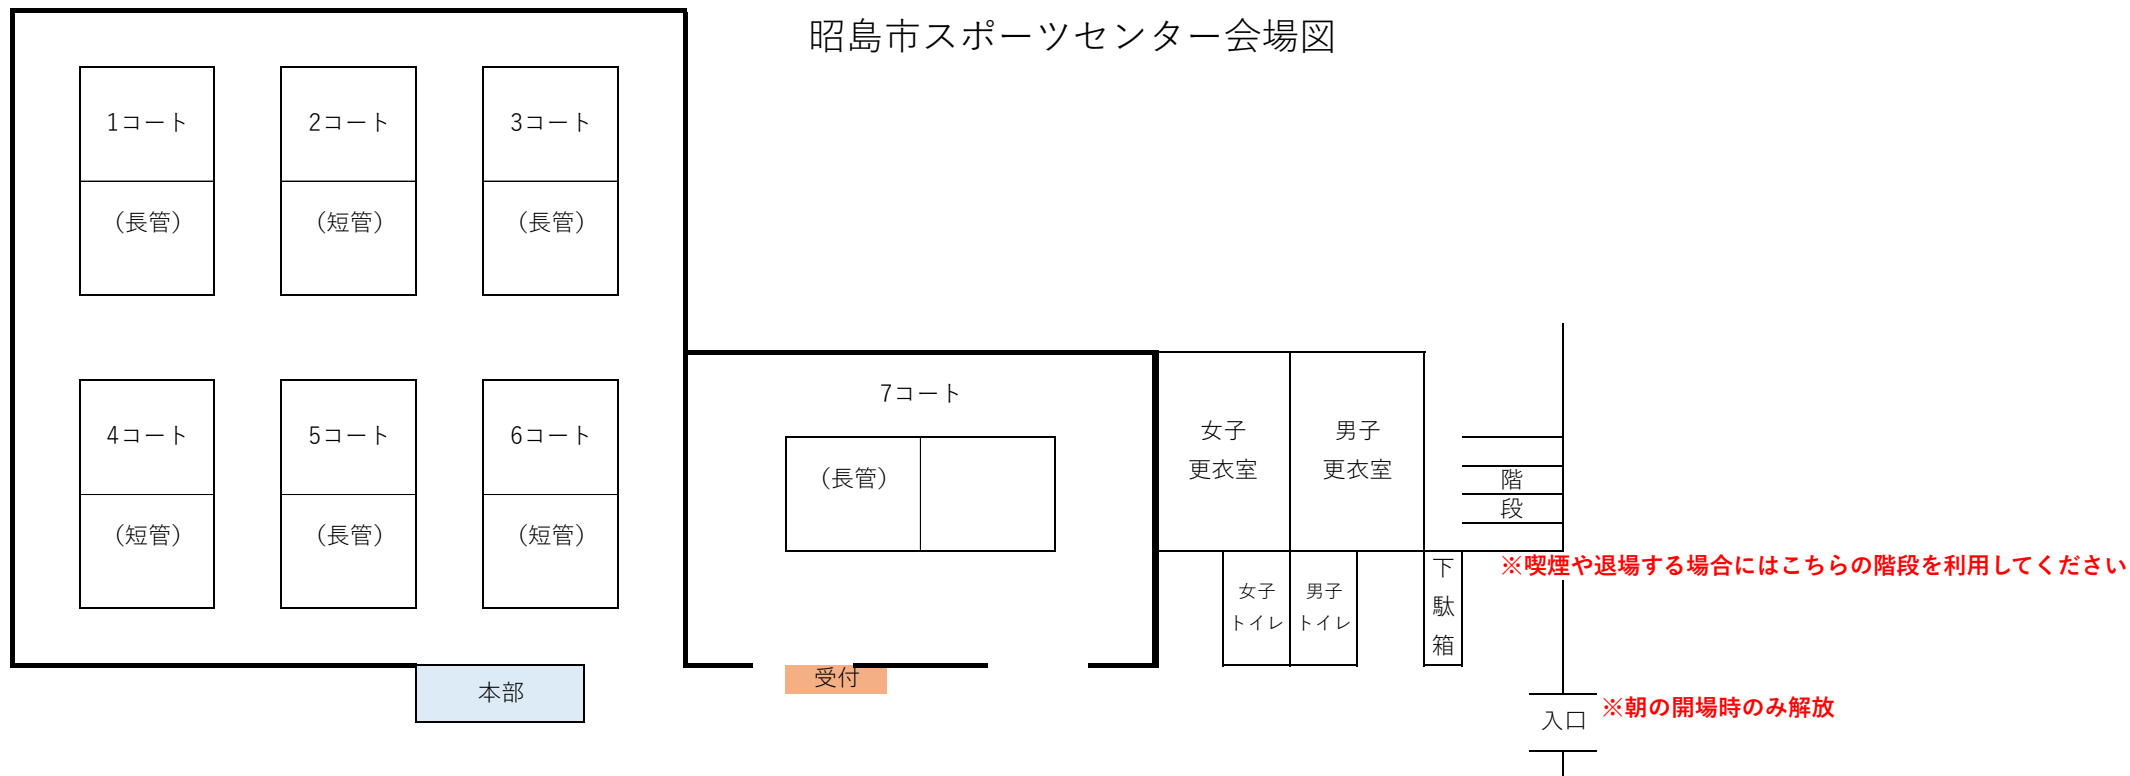 昭島市スポーツセンター会場図
1コート
2コート
3コート
（長管）
（短管）
（長管）
4コート
5コート
6コート
（短管）
（長管）
（短管）
7コート
（長管）
女子
更衣室
男子
更衣室
階
段
※喫煙や退場する場合にはこちらの階段を利用してください
女子
トイレ
男子
トイレ
下
駄
箱
本部
受付
入口
※朝の開場時のみ解放